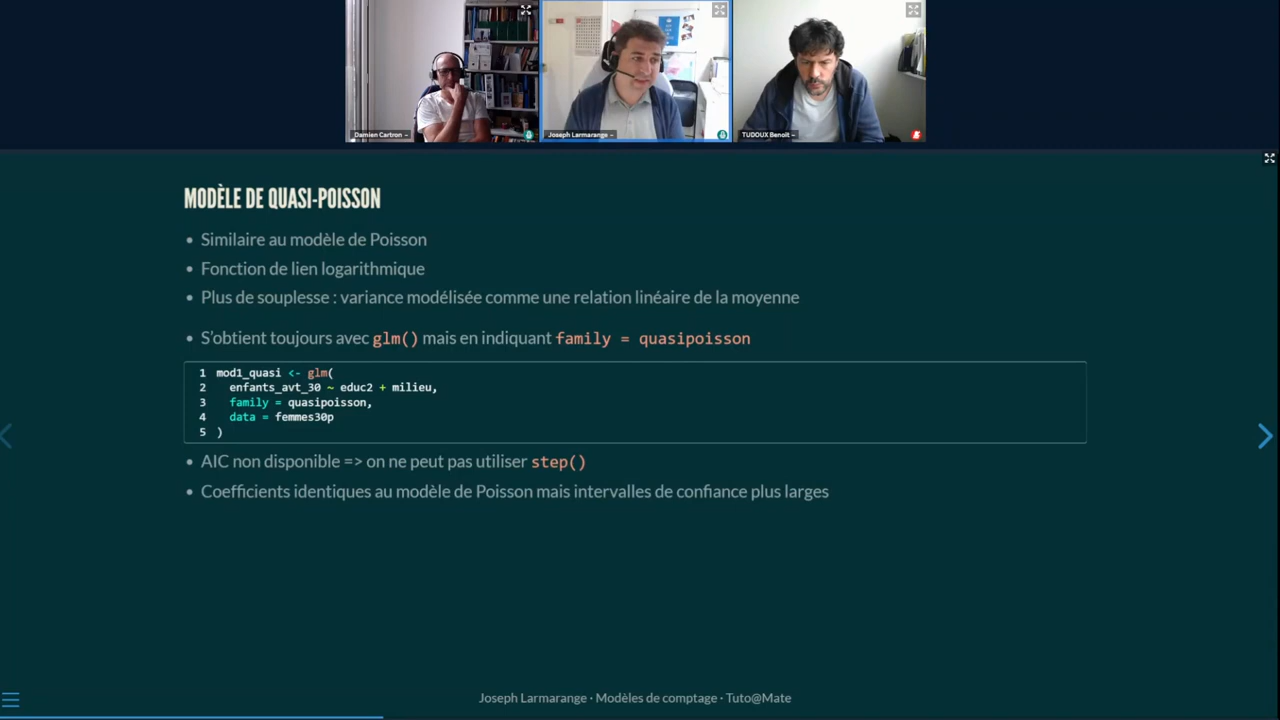 Damien Cartron
Joseph Larmarange
TUDOUX Benoit
MODÈLE DE QUASI-POISSON
• Similaire au modèle de Poisson
• Fonction de lien logarithmique
• Plus de souplesse : variance modélisée comme une relation linéaire de la moyenne
• S'obtient toujours avec glm() mais en indiquant family = quasipoisson
1 mod1_quasi <- glm(
2 enfants_avt_30 ~ educ2 + milieu,
3 family = quasipoisson,
4 data = femmes30p
5 )
• AIC non disponible => on ne peut pas utiliser step()
• Coefficients identiques au modèle de Poisson mais intervalles de confiance plus larges
Joseph Larmarange · Modèles de comptage · Tuto@Mate